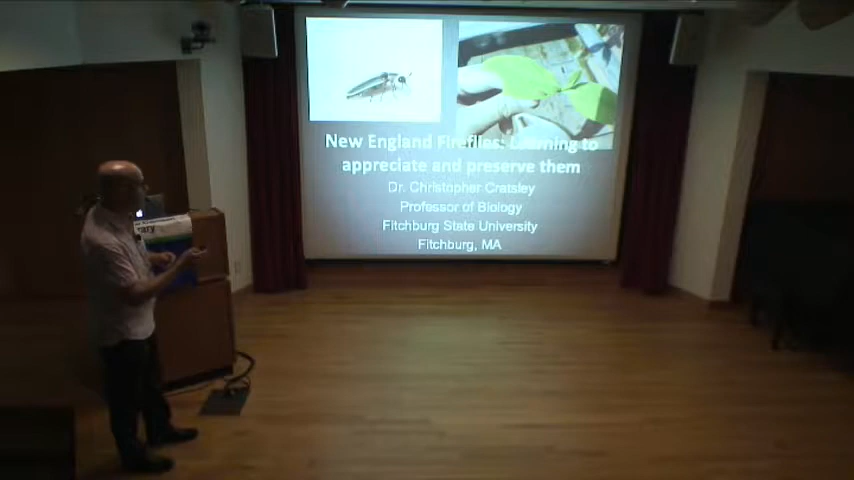 New England Fireflies: Learning to
appreciate and preserve them
Dr. Christopher Cratsley
Professor of Biology
Fitchburg State University
Fitchburg, MA
rary